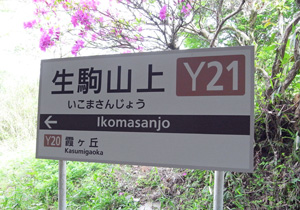 生駒山上 Y21
いこまさんじょう
← Ikomasanjo
Y20 霞ヶ丘
Kasumigaoka